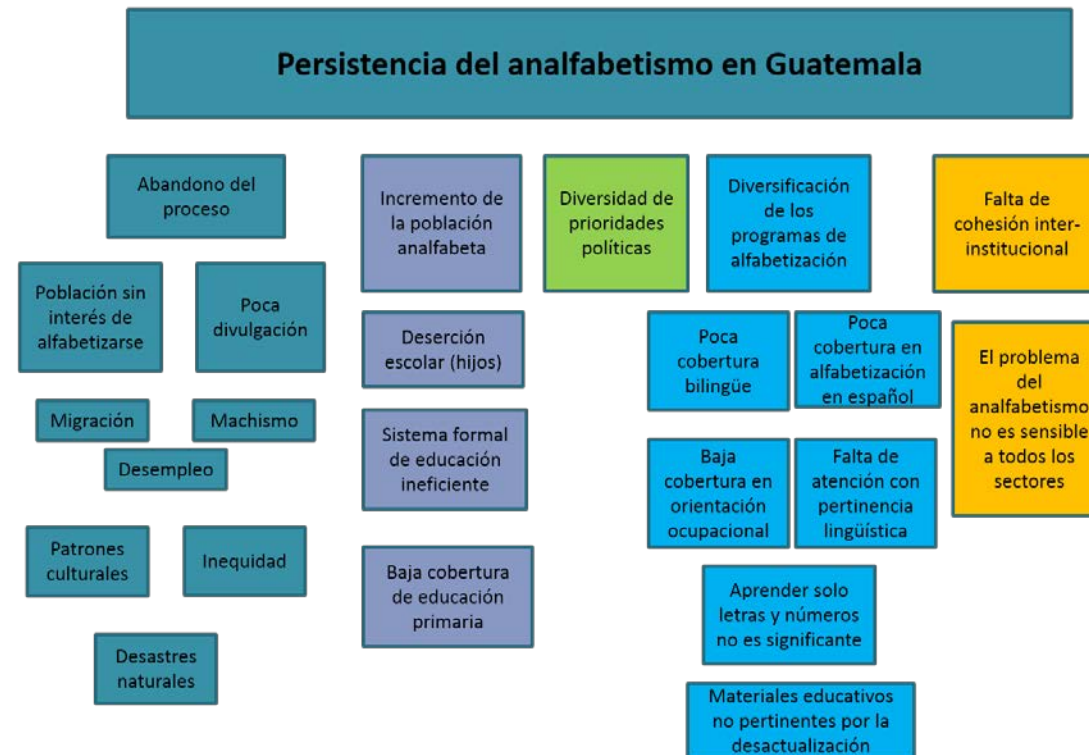 Persistencia del analfabetismo en Guatemala
Abandono del
proceso
Población sin
interés de
alfabetizarse
Poca
divulgación
Migración
Machismo
Desempleo
Patrones
culturales
Inequidad
Desastres
naturales
Incremento de
la población
analfabeta
Deserción
escolar (hijos)
Sistema formal
de educación
ineficiente
Baja cobertura
de educación
primaria
Diversidad de
prioridades
políticas
Diversificación
de los
programas de
alfabetización
Poca
cobertura
bilingüe
Poca
cobertura en
alfabetización
en español
Baja
cobertura en
orientación
ocupacional
Falta de
atención con
pertinencia
lingüística
Aprender solo
letras y números
no es significante
Materiales educativos
no pertinentes por la
desactualización
Falta de
cohesión inter-
institucional
El problema
del
analfabetismo
no es sensible
a todos los
sectores